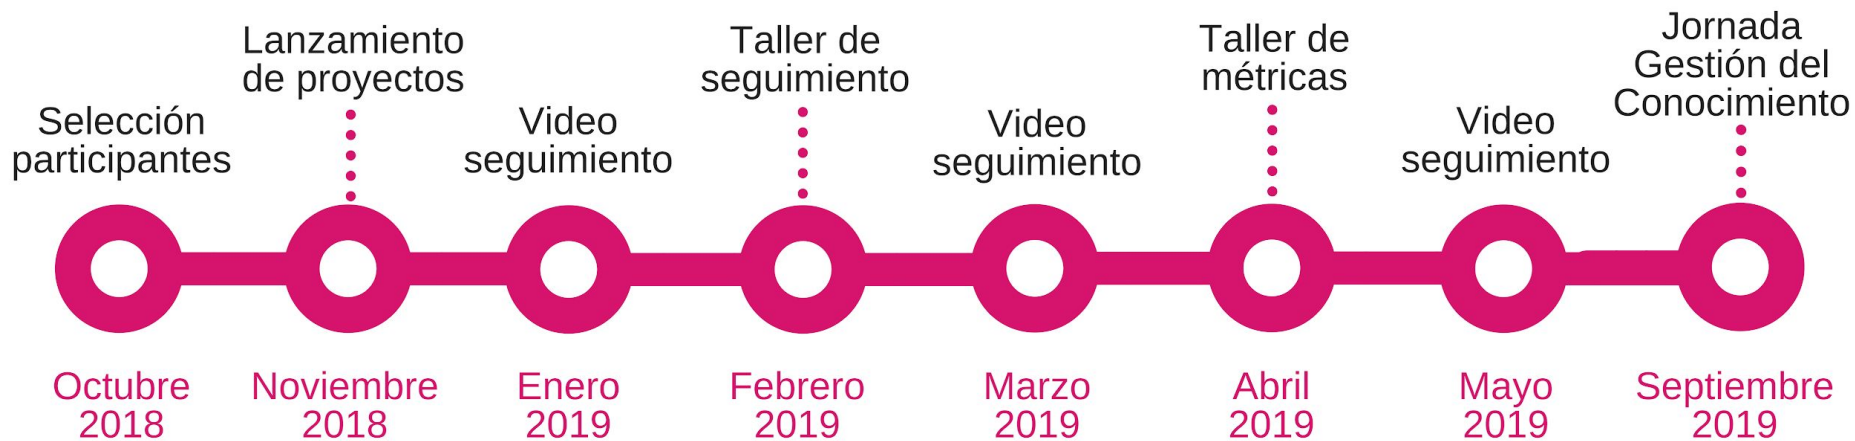 Selección
participantes
Lanzamiento
de proyectos
Video
seguimiento
Taller de
seguimiento
Video
seguimiento
Taller de
métricas
Video
seguimiento
Jornada
Gestión del
Conocimiento
Octubre
2018
Noviembre
2018
Enero
2019
Febrero
2019
Marzo
2019
Abril
2019
Mayo
2019
Septiembre
2019